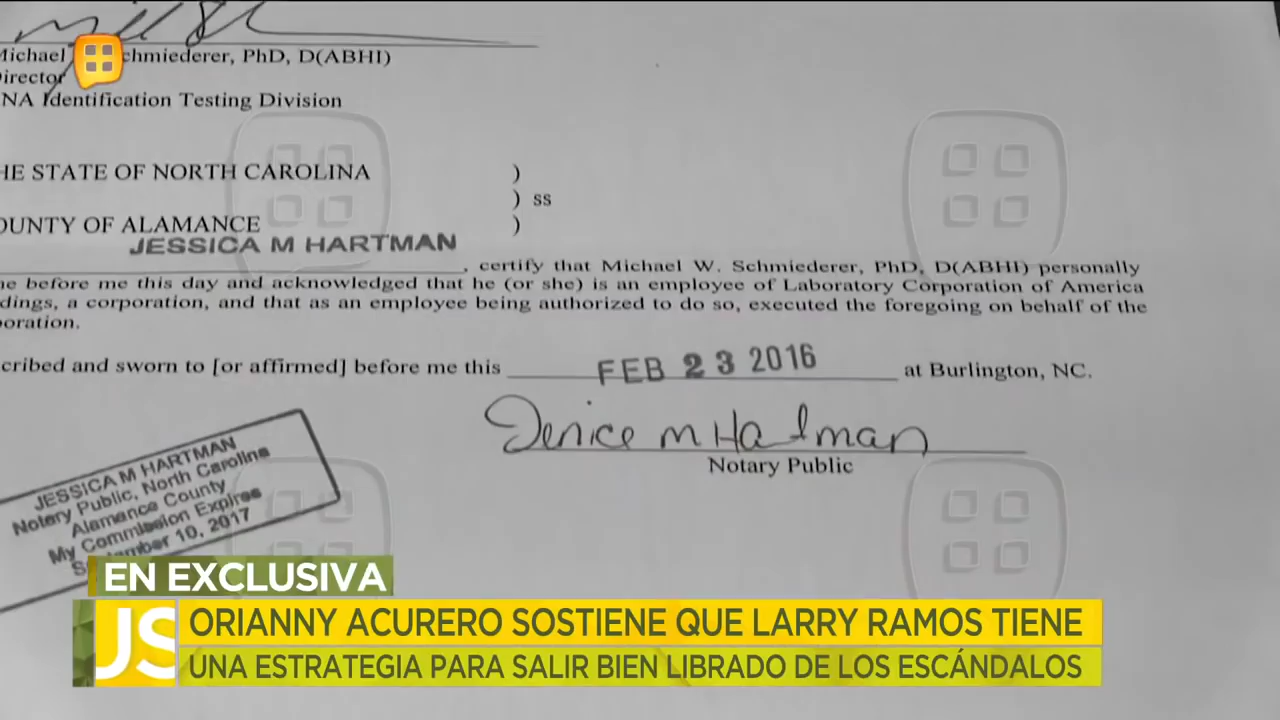 Michael chmiederer, PhD, D(ABHI)
Director
NA Identification Testing Division
HE STATE OF NORTH CAROLINA )
) ss
OUNTY OF ALAMANCE )
JESSICA M HARTMAN
, certify that Michael W. Schmiederer, PhD, D(ABHI) personally
ne before me this day and acknowledged that he (or she) is an employee of Laboratory Corporation of America
dings, a corporation, and that as an employee being authorized to do so, executed the foregoing on behalf of the
poration.
cribed and sworn to [or affirmed] before me this FEB 23 2016 at Burlington, NC.
Notary Public
JESSICA M HARTMAN
Notary Public, North Carolina
Alamance County
My Commission Expires
mber 10, 2017
EN EXCLUSIVA
JS
ORIANNY ACURERO SOSTIENE QUE LARRY RAMOS TIENE
UNA ESTRATEGIA PARA SALIR BIEN LIBRADO DE LOS ESCÁNDALOS